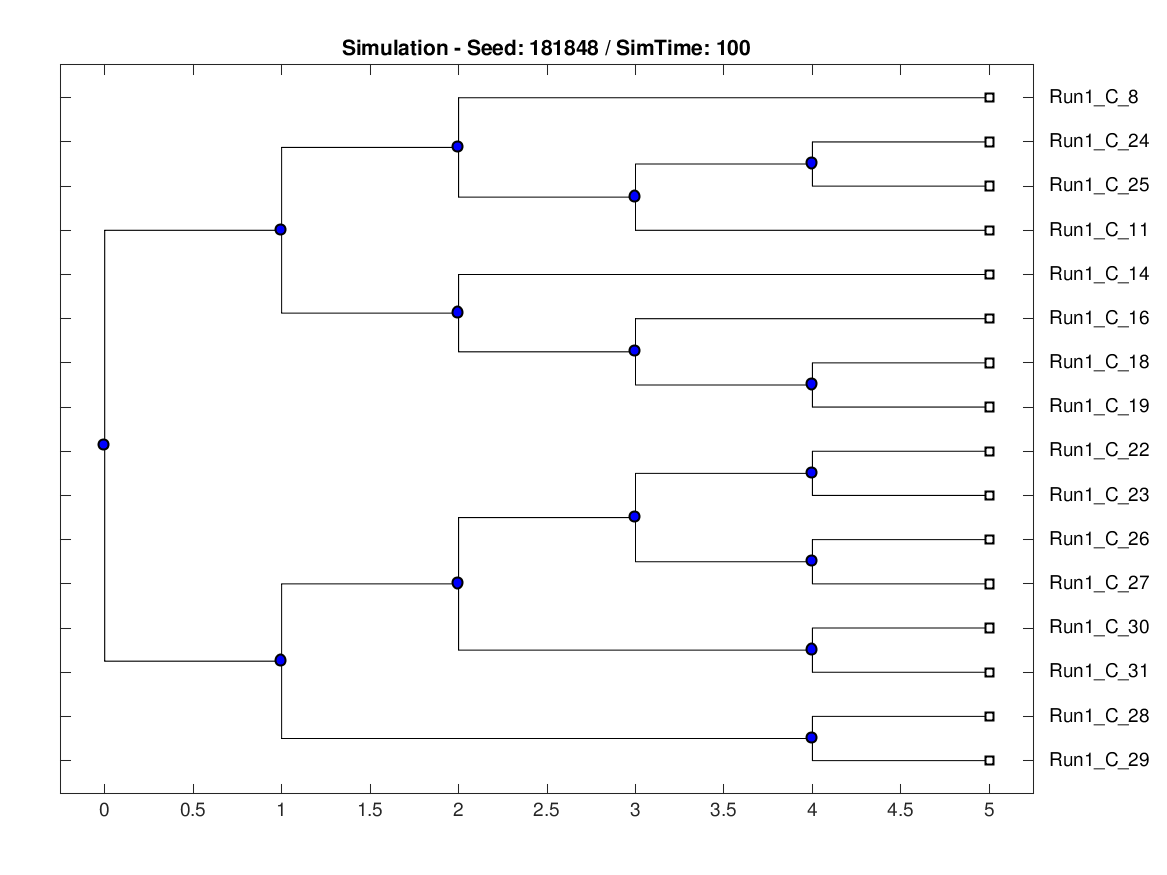 Simulation - Seed: 181848 / SimTime: 100
Run1_C_8
Run1_C_24
Run1_C_25
Run1_C_11
Run1_C_14
Run1_C_16
Run1_C_18
Run1_C_19
Run1_C_22
Run1_C_23
Run1_C_26
Run1_C_27
Run1_C_30
Run1_C_31
Run1_C_28
Run1_C_29
0 0.5 1 1.5 2 2.5 3 3.5 4 4.5 5